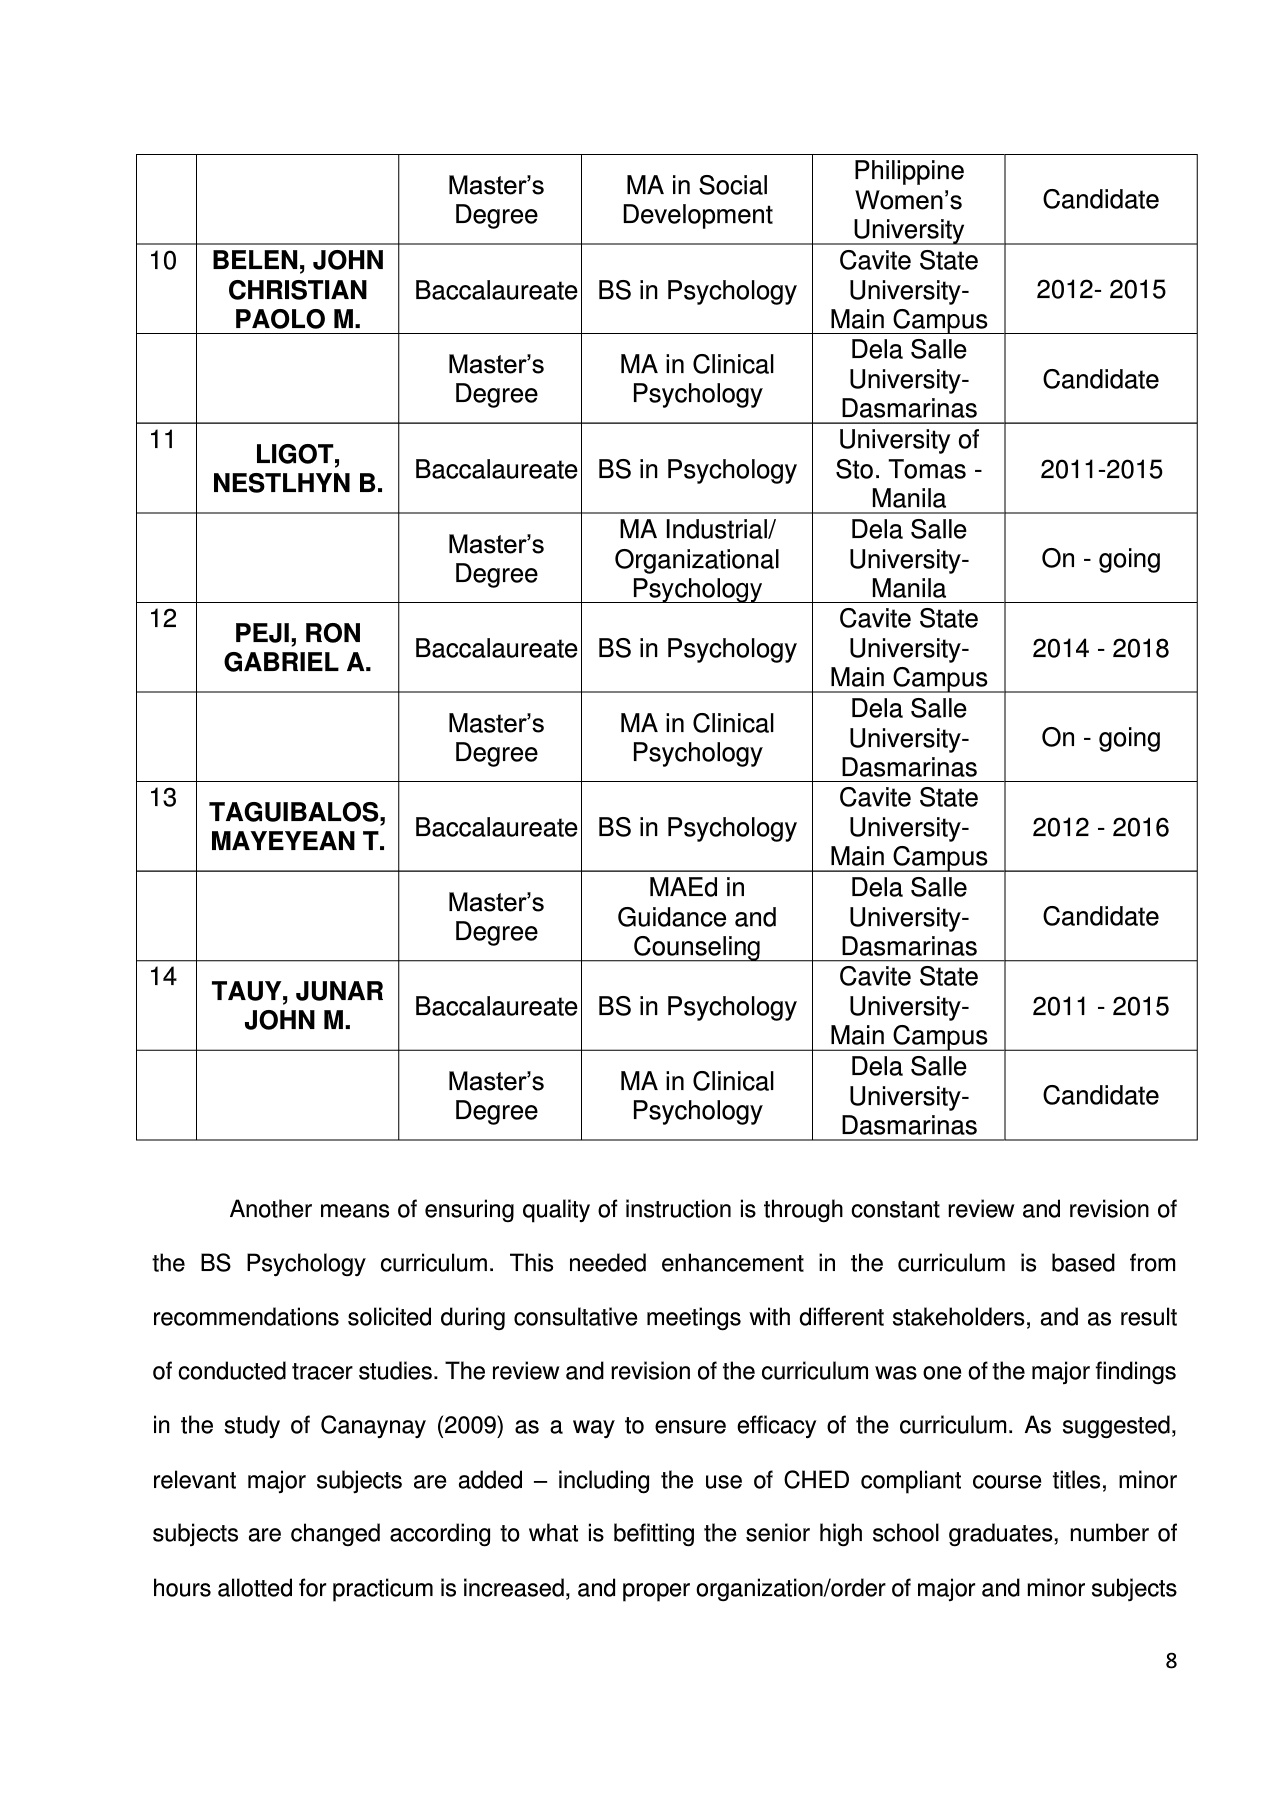 Master’s Degree MA in Social Development Philippine Women’s University Candidate
10 BELEN, JOHN CHRISTIAN PAOLO M. Baccalaureate BS in Psychology Cavite State University- Main Campus 2012- 2015
Master’s Degree MA in Clinical Psychology Dela Salle University- Dasmarinas Candidate
11 LIGOT, NESTLHYN B. Baccalaureate BS in Psychology University of Sto. Tomas - Manila 2011-2015
Master’s Degree MA Industrial/ Organizational Psychology Dela Salle University- Manila On - going
12 PEJI, RON GABRIEL A. Baccalaureate BS in Psychology Cavite State University- Main Campus 2014 - 2018
Master’s Degree MA in Clinical Psychology Dela Salle University- Dasmarinas On - going
13 TAGUIBALOS, MAYEYEAN T. Baccalaureate BS in Psychology Cavite State University- Main Campus 2012 - 2016
Master’s Degree MAEd in Guidance and Counseling Dela Salle University- Dasmarinas Candidate
14 TAUY, JUNAR JOHN M. Baccalaureate BS in Psychology Cavite State University- Main Campus 2011 - 2015
Master’s Degree MA in Clinical Psychology Dela Salle University- Dasmarinas Candidate
Another means of ensuring quality of instruction is through constant review and revision of
the BS Psychology curriculum. This needed enhancement in the curriculum is based from
recommendations solicited during consultative meetings with different stakeholders, and as result
of conducted tracer studies. The review and revision of the curriculum was one of the major findings
in the study of Canaynay (2009) as a way to ensure efficacy of the curriculum. As suggested,
relevant major subjects are added – including the use of CHED compliant course titles, minor
subjects are changed according to what is befitting the senior high school graduates, number of
hours allotted for practicum is increased, and proper organization/order of major and minor subjects
8